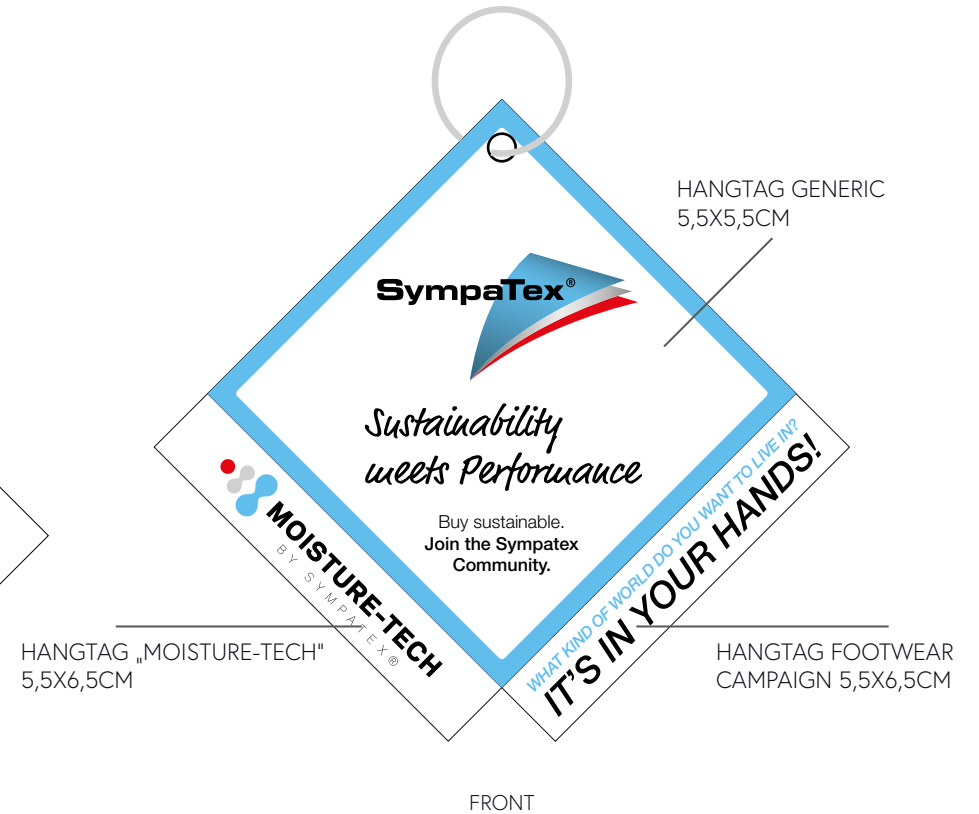 HANGTAG GENERIC
5,5X5,5CM
SympaTex®
Sustainability
meets Performance
Buy sustainable.
Join the Sympatex
Community.
MOISTURE-TECH
BY SYMPATEX®
WHAT KIND OF WORLD DO YOU WANT TO LIVE IN?
IT'S IN YOUR HANDS!
HANGTAG „MOISTURE-TECH"
5,5X6,5CM
HANGTAG FOOTWEAR
CAMPAIGN 5,5X6,5CM
FRONT